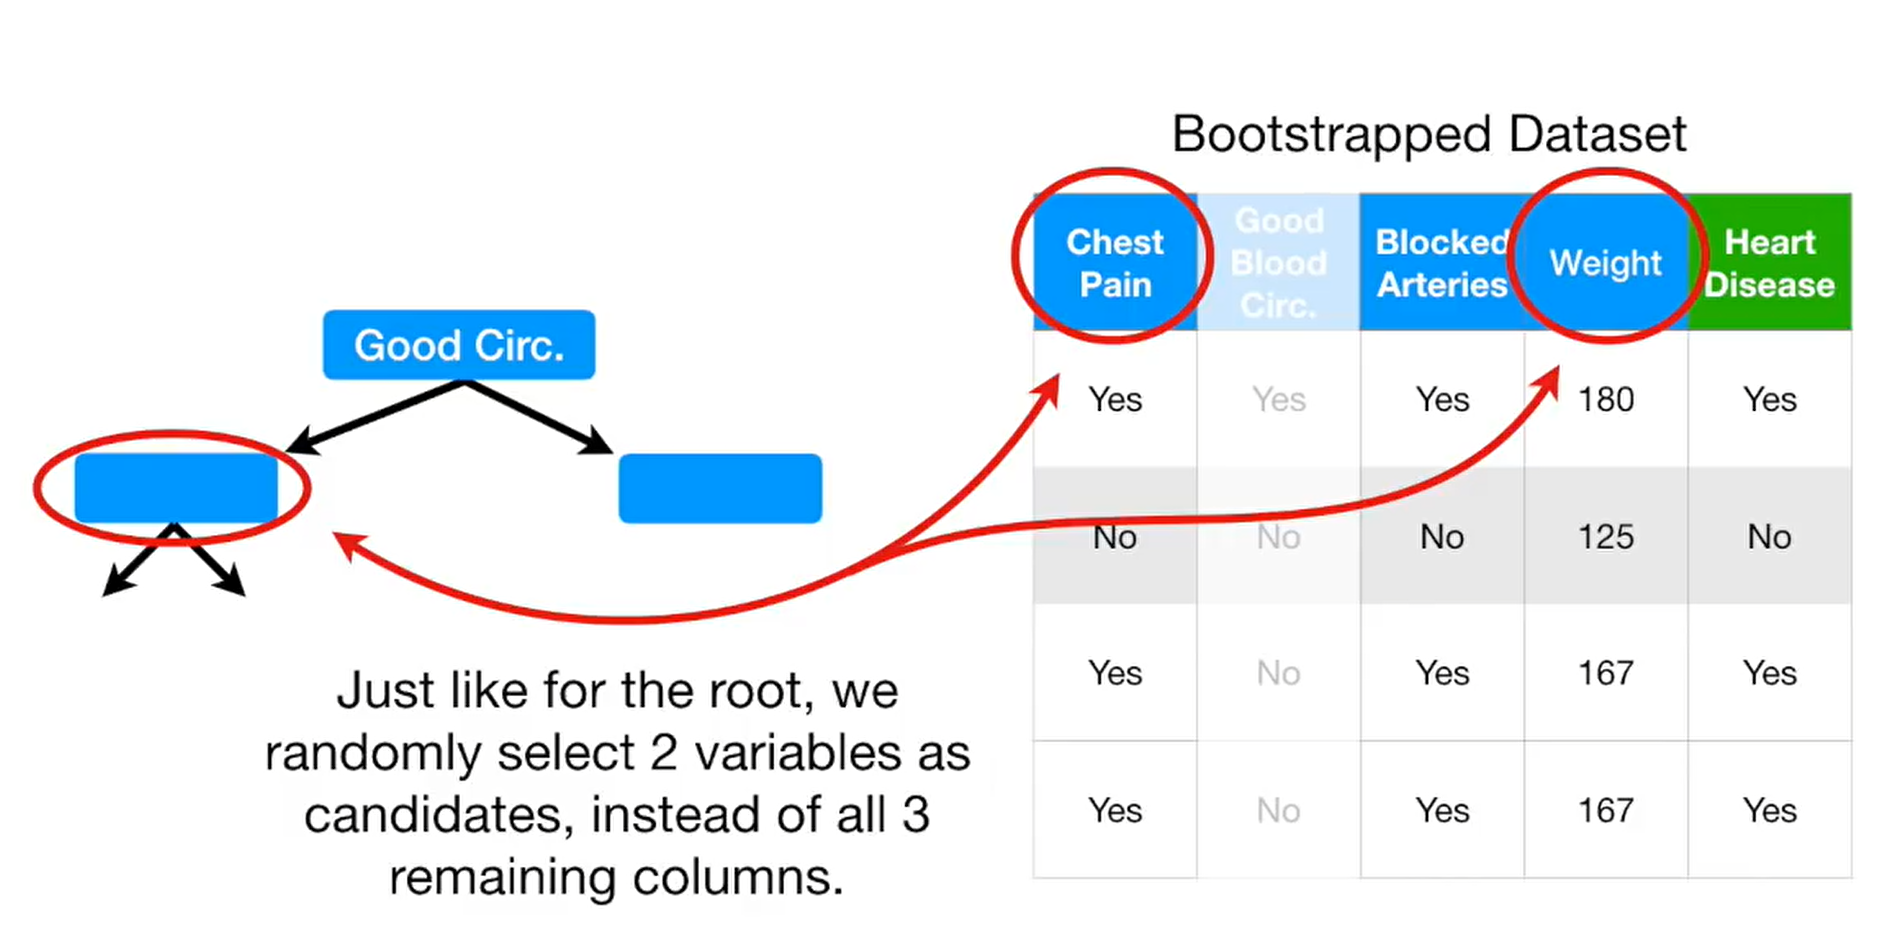 Bootstrapped Dataset
Chest Pain
Good Blood Circ.
Blocked Arteries
Weight
Heart Disease
Good Circ.
Yes Yes Yes 180 Yes
No No No 125 No
Yes No Yes 167 Yes
Yes No Yes 167 Yes
Just like for the root, we
randomly select 2 variables as
candidates, instead of all 3
remaining columns.